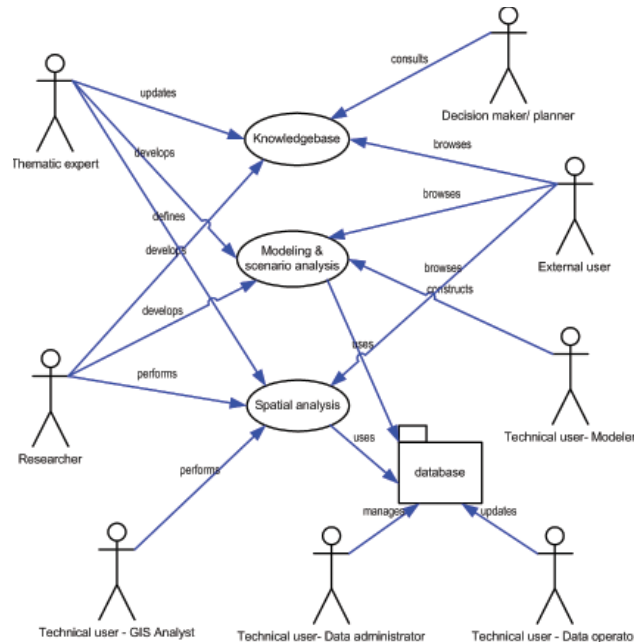 consults
Decision maker/ planner
updates
Thematic expert
Knowledgebase
browses
develops
browses
defines
develops
External user
Modeling &
scenario analysis
browses
constructs
develops
uses
performs
Spatial analysis
Researcher
Technical user- Modeler
uses
database
performs
manages
updates
Technical user - GIS Analyst
Technical user- Data administrator
Technical user - Data operato